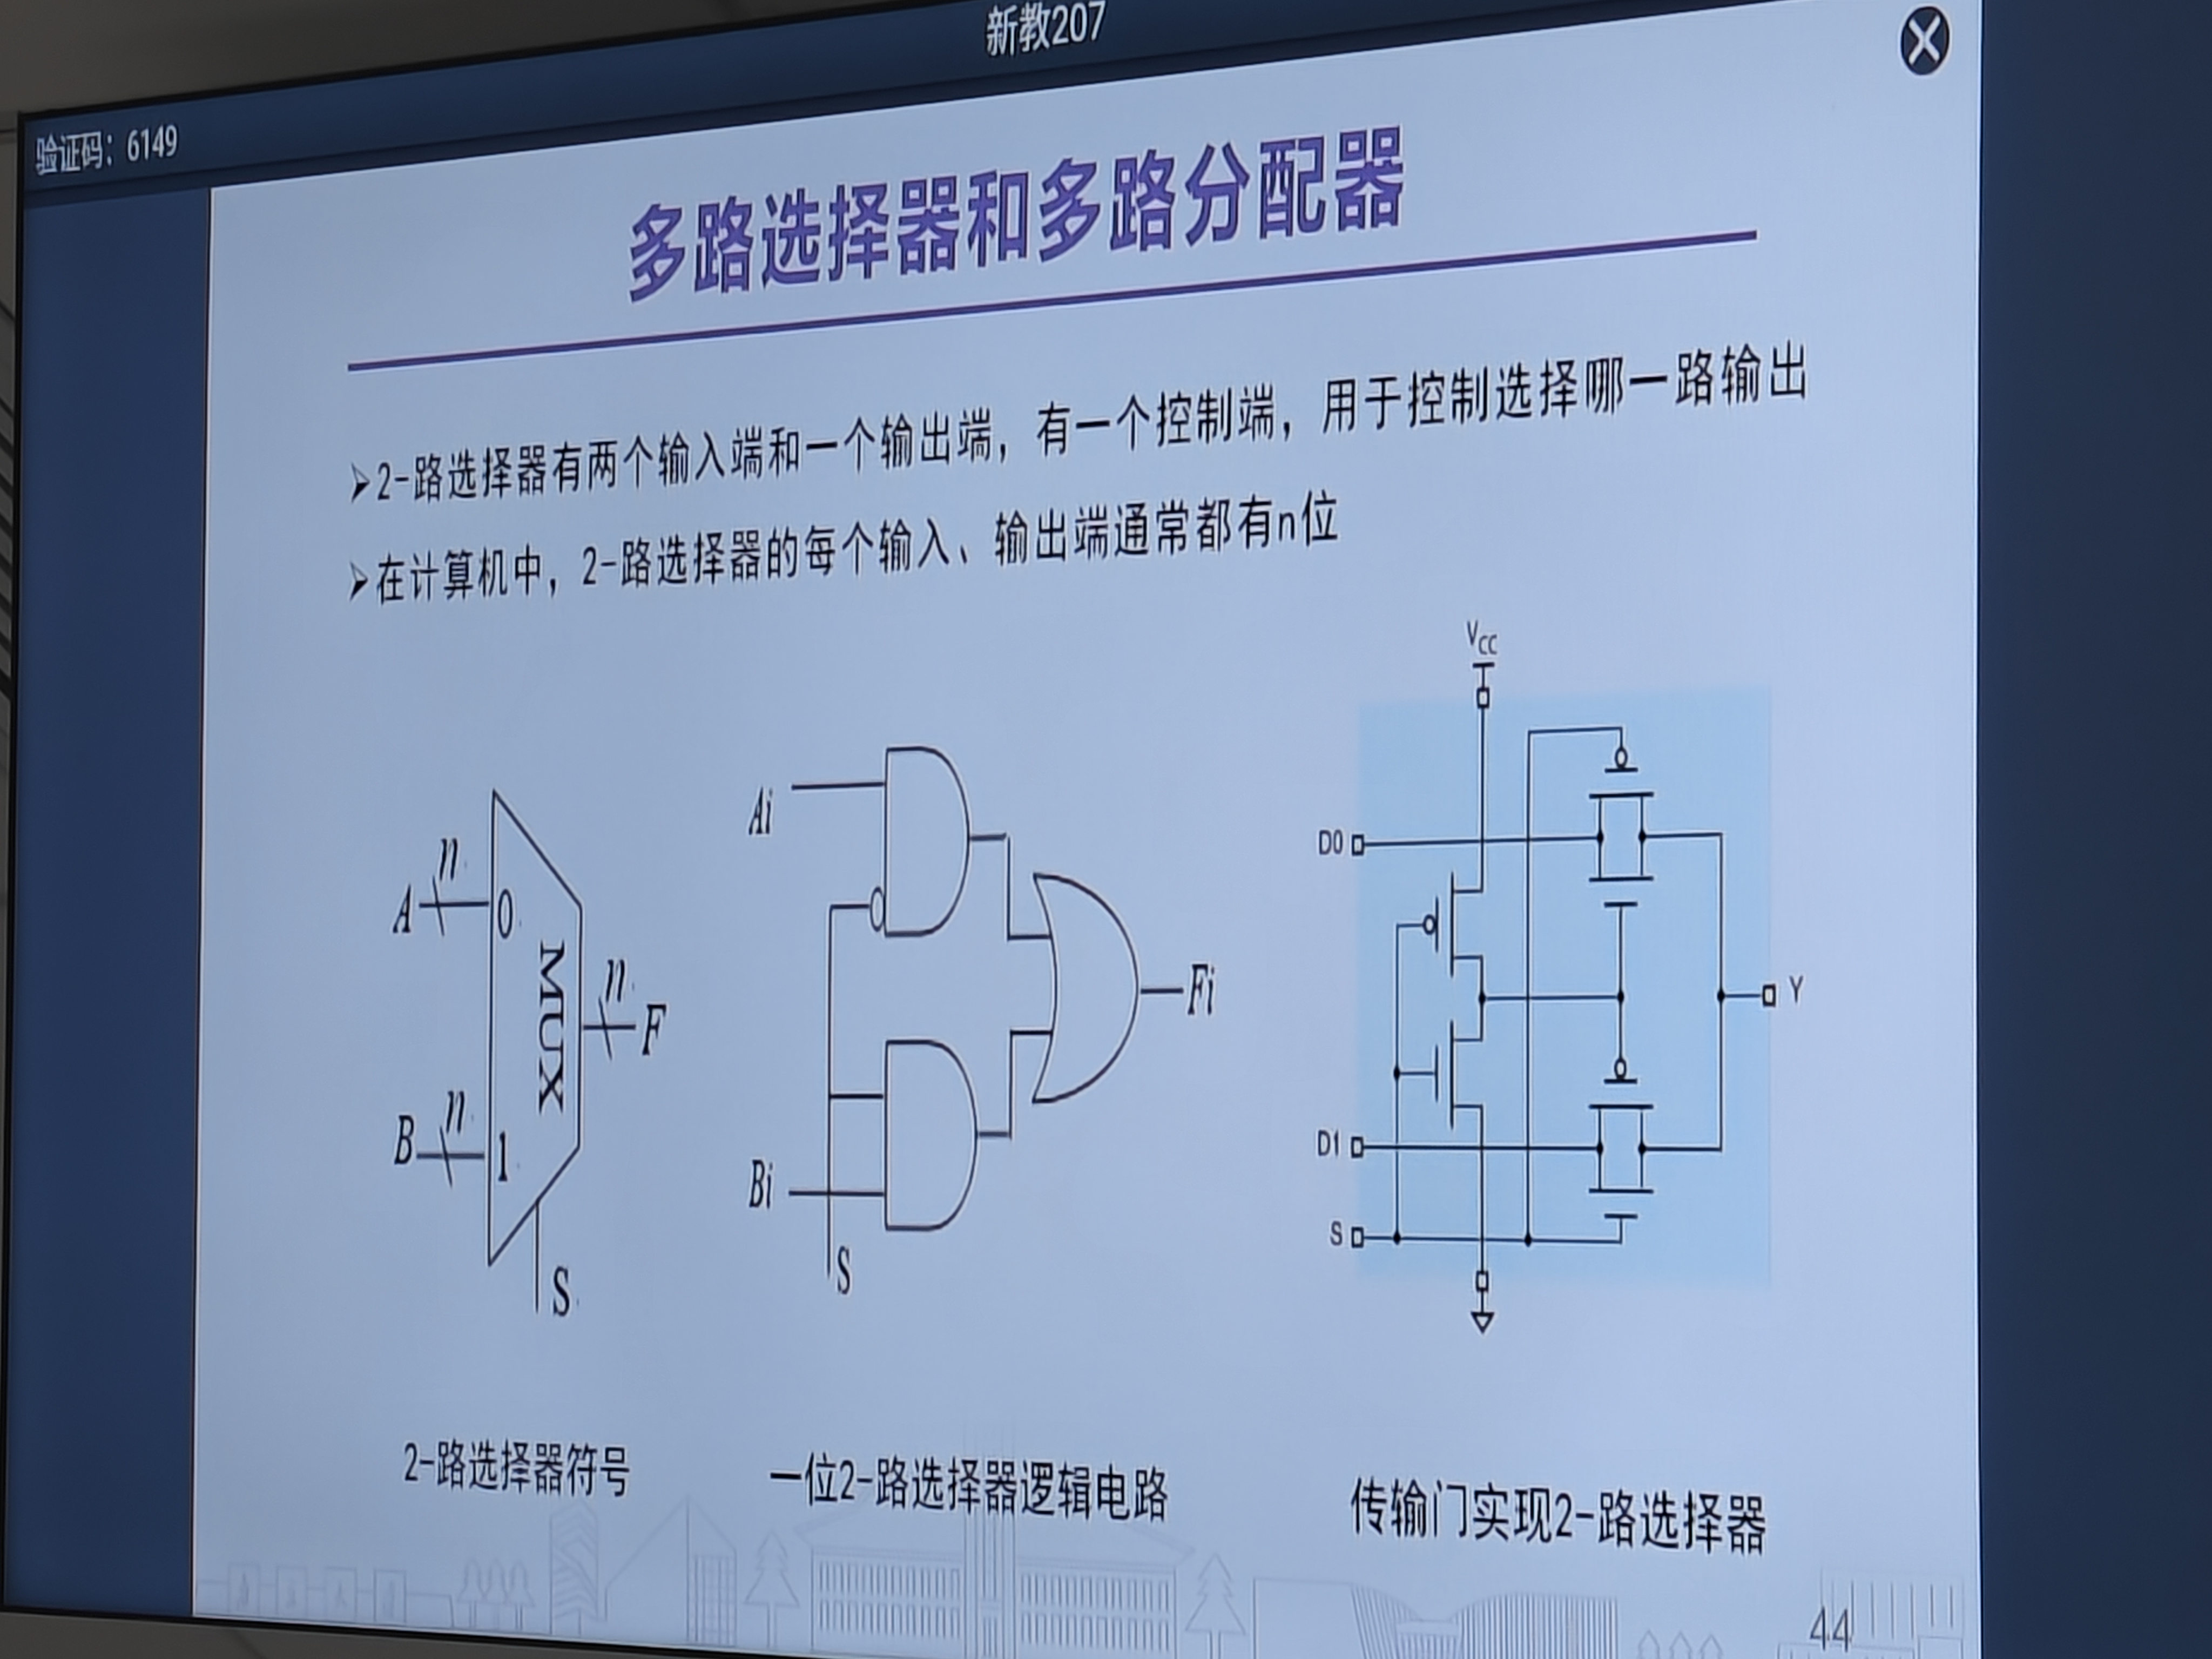 新教207
验证码：6149
多路选择器和多路分配器
➢2-路选择器有两个输入端和一个输出端，有一个控制端，用于控制选择哪一路输出
➢在计算机中，2-路选择器的每个输入、输出端通常都有n位
A n 0
MUX
n F
B n 1
S
Ai
Fi
Bi
S
VCC
D0
Y
D1
S
2-路选择器符号
一位2-路选择器逻辑电路
传输门实现2-路选择器
44